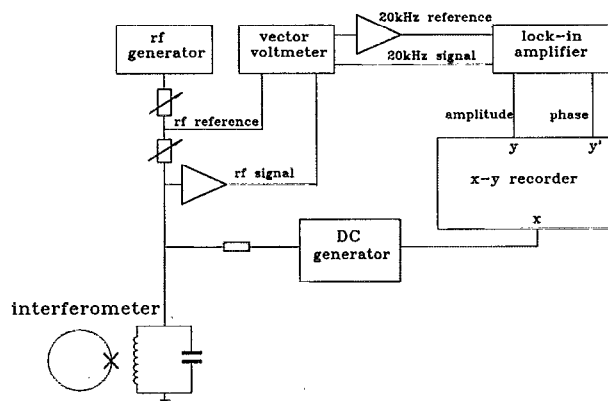 rf
generator
vector
voltmeter
20kHz reference
20kHz signal
lock-in
amplifier
rf reference
amplitude
phase
y
y'
x-y recorder
x
rf signal
DC
generator
interferometer